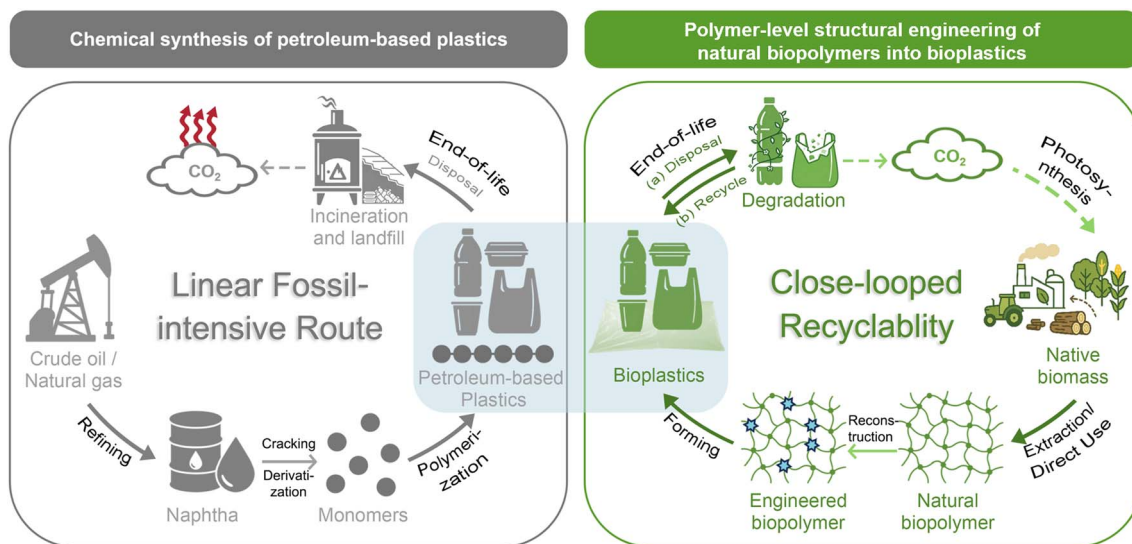 Chemical synthesis of petroleum-based plastics
CO2
Incineration
and landfill
End-of-life
Disposal
Linear Fossil-
intensive Route
Crude oil /
Natural gas
Petroleum-based
Plastics
Refining
Cracking
Derivati-
zation
Polymeri-
zation
Naphtha
Monomers
Polymer-level structural engineering of
natural biopolymers into bioplastics
End-of-life
(a) Disposal
(b) Recycle
Degradation
CO2
Photosy-
nthesis
Close-looped
Recyclablity
Bioplastics
Native
biomass
Forming
Recons-
truction
Extraction/
Direct Use
Engineered
biopolymer
Natural
biopolymer